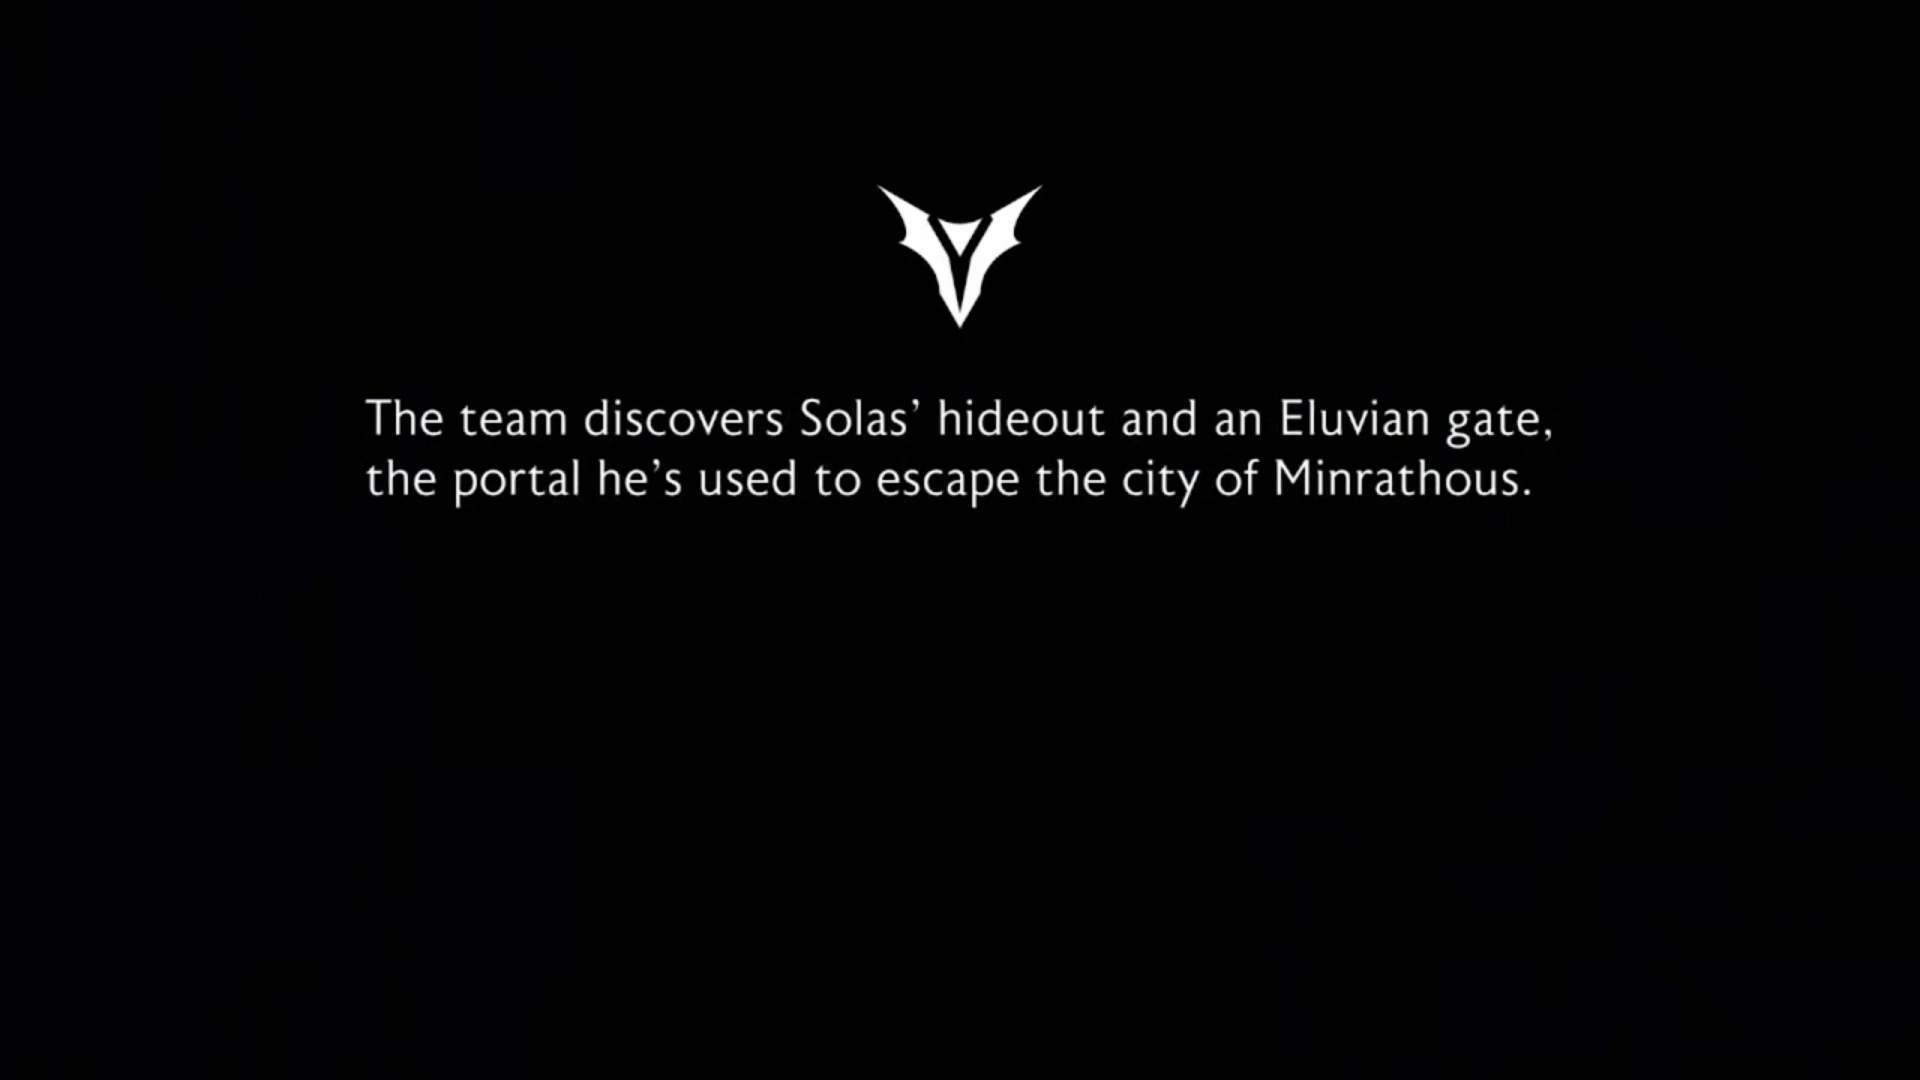 The team discovers Solas’ hideout and an Eluvian gate,
the portal he’s used to escape the city of Minrathous.